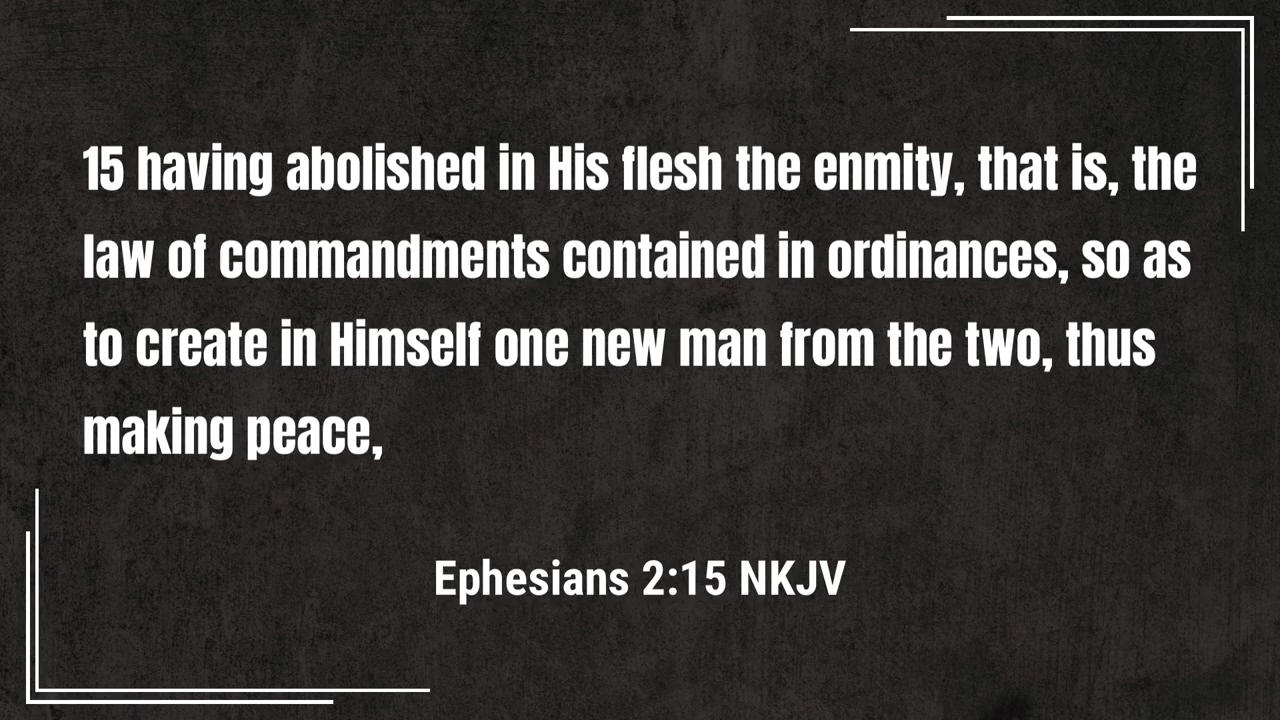 15 having abolished in His flesh the enmity, that is, the
law of commandments contained in ordinances, so as
to create in Himself one new man from the two, thus
making peace,
Ephesians 2:15 NKJV